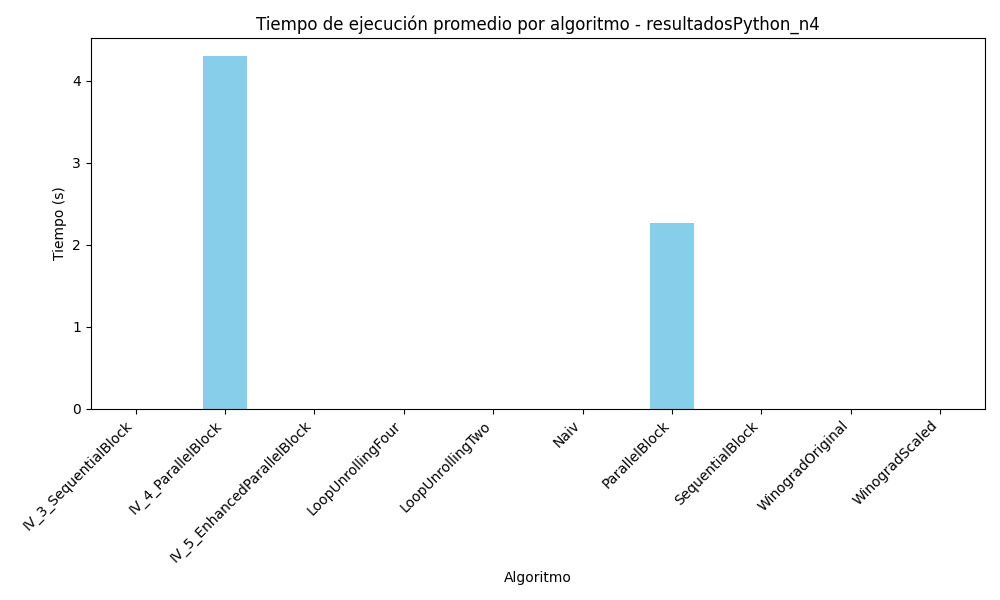 Tiempo de ejecución promedio por algoritmo - resultadosPython_n4
Tiempo (s)
4
3
2
1
0
IV_3_SequentialBlock
IV_4_ParallelBlock
IV_5_EnhancedParallelBlock
LoopUnrollingFour
LoopUnrollingTwo
Naiv
ParallelBlock
SequentialBlock
WinogradOriginal
WinogradScaled
Algoritmo